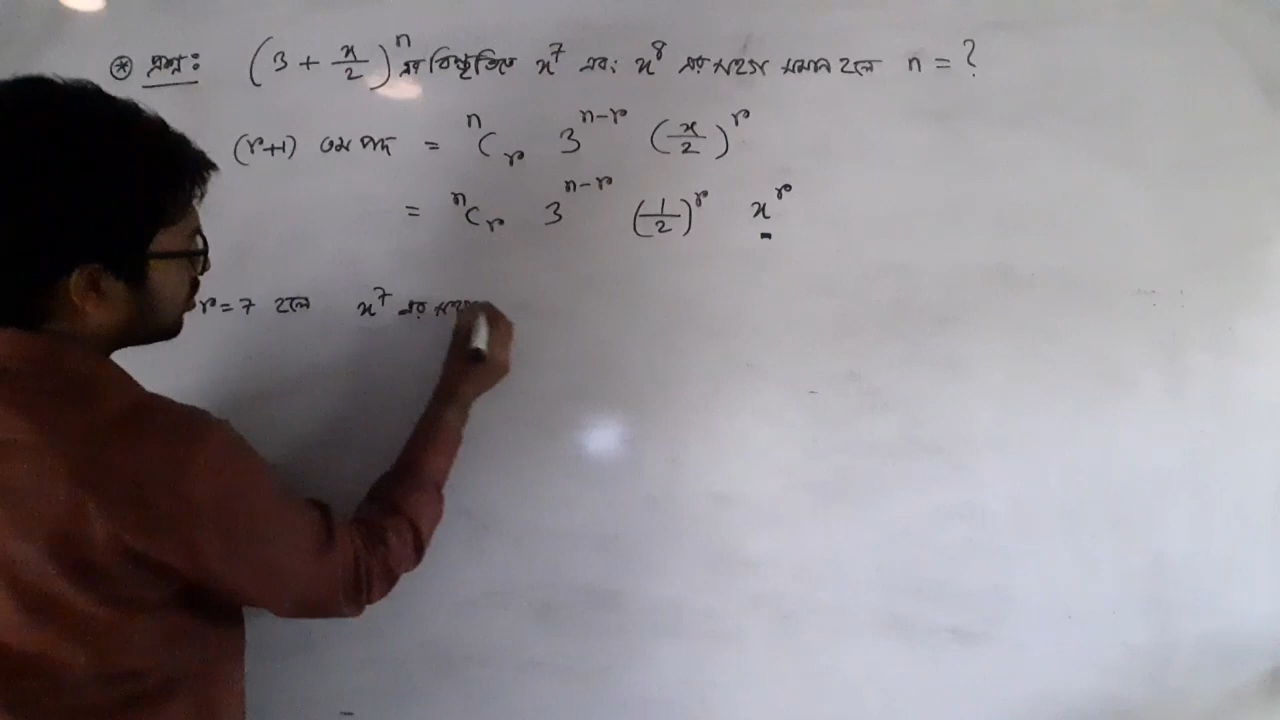 ⊛ প্রশ্ন: (3 + x/2)^n এর বিস্তৃতিতে x^7 এবং x^8 এর সহগ সমান হলে n = ?
(r+1) তম পদ = ^nC_r 3^{n-r} (x/2)^r
= ^nC_r 3^{n-r} (1/2)^r x^r
r = 7 হলে x^7 এর